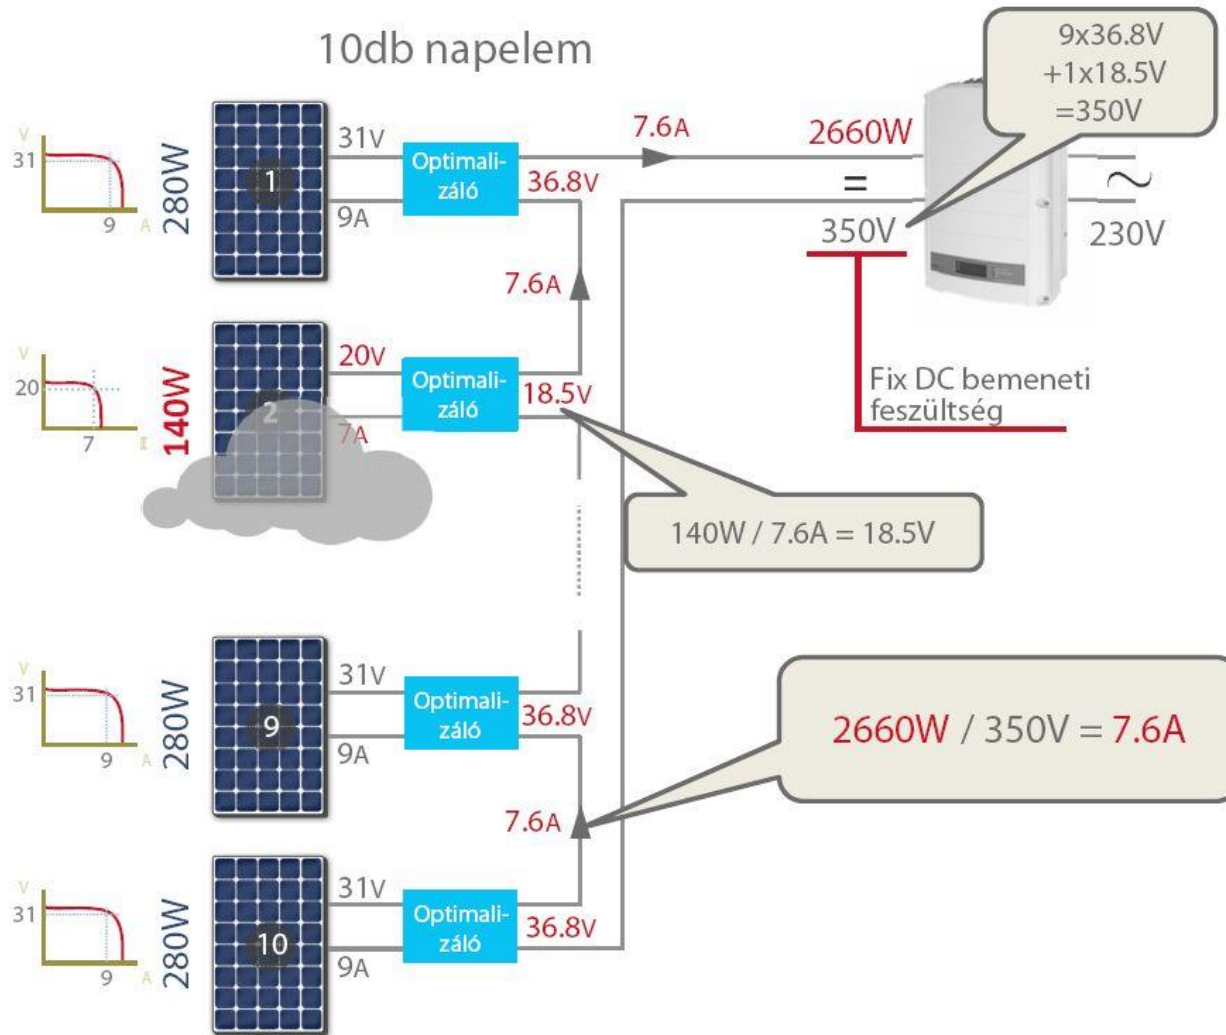 10db napelem
9x36.8V
+1x18.5V
=350V
V
31
9
A
280W
1
31V
9A
Optimali-
záló
36.8V
7.6A
2660W
=
350V
~
230V
7.6A
V
20
7
140W
2
20V
7A
Optimali-
záló
18.5V
Fix DC bemeneti
feszültség
140W / 7.6A = 18.5V
V
31
9
A
280W
9
31V
9A
Optimali-
záló
36.8V
2660W / 350V = 7.6A
7.6A
V
31
9
A
280W
10
31V
9A
Optimali-
záló
36.8V